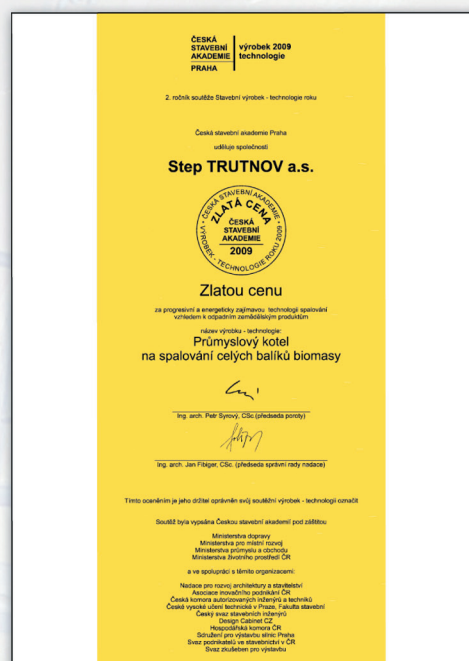 ČESKÁ
STAVEBNÍ
AKADEMIE
PRAHA
výrobek 2009
technologie
2. ročník soutěže Stavební výrobek - technologie roku
Česká stavební akademie Praha
uděluje společnosti
Step TRUTNOV a.s.
• ČESKÁ STAVEBNÍ AKADEMIE •
VÝROBEK - TECHNOLOGIE ROKU 2009
ZLATÁ CENA
ČESKÁ
STAVEBNÍ
AKADEMIE
2009
Zlatou cenu
za progresivní a energeticky zajímavou technologii spalování
vzhledem k odpadním zemědělským produktům
název výrobku - technologie:
Průmyslový kotel
na spalování celých balíků biomasy
Ing. arch. Petr Syrový, CSc.(předseda poroty)
Ing. arch. Jan Fibiger, CSc. (předseda správní rady nadace)
Tímto oceněním je jeho držitel oprávněn svůj soutěžní výrobek - technologii označit
Soutěž byla vypsána Českou stavební akademií pod záštitou
Ministerstva dopravy
Ministerstva pro místní rozvoj
Ministerstva průmyslu a obchodu
Ministerstva životního prostředí ČR
a ve spolupráci s těmito organizacemi:
Nadace pro rozvoj architektury a stavitelství
Asociace inovačního podnikání ČR
Česká komora autorizovaných inženýrů a techniků
České vysoké učení technické v Praze, Fakulta stavební
Český svaz stavebních inženýrů
Design Cabinet CZ
Hospodářská komora ČR
Sdružení pro výstavbu silnic Praha
Svaz podnikatelů ve stavebnictví v ČR
Svaz zkušeben pro výstavbu